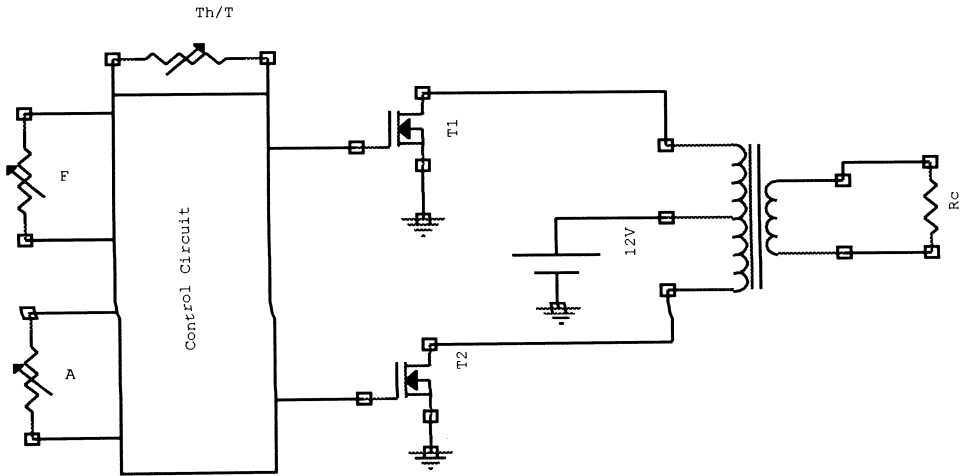 Th/T
F
T1
Rc
Control Circuit
12V
A
T2